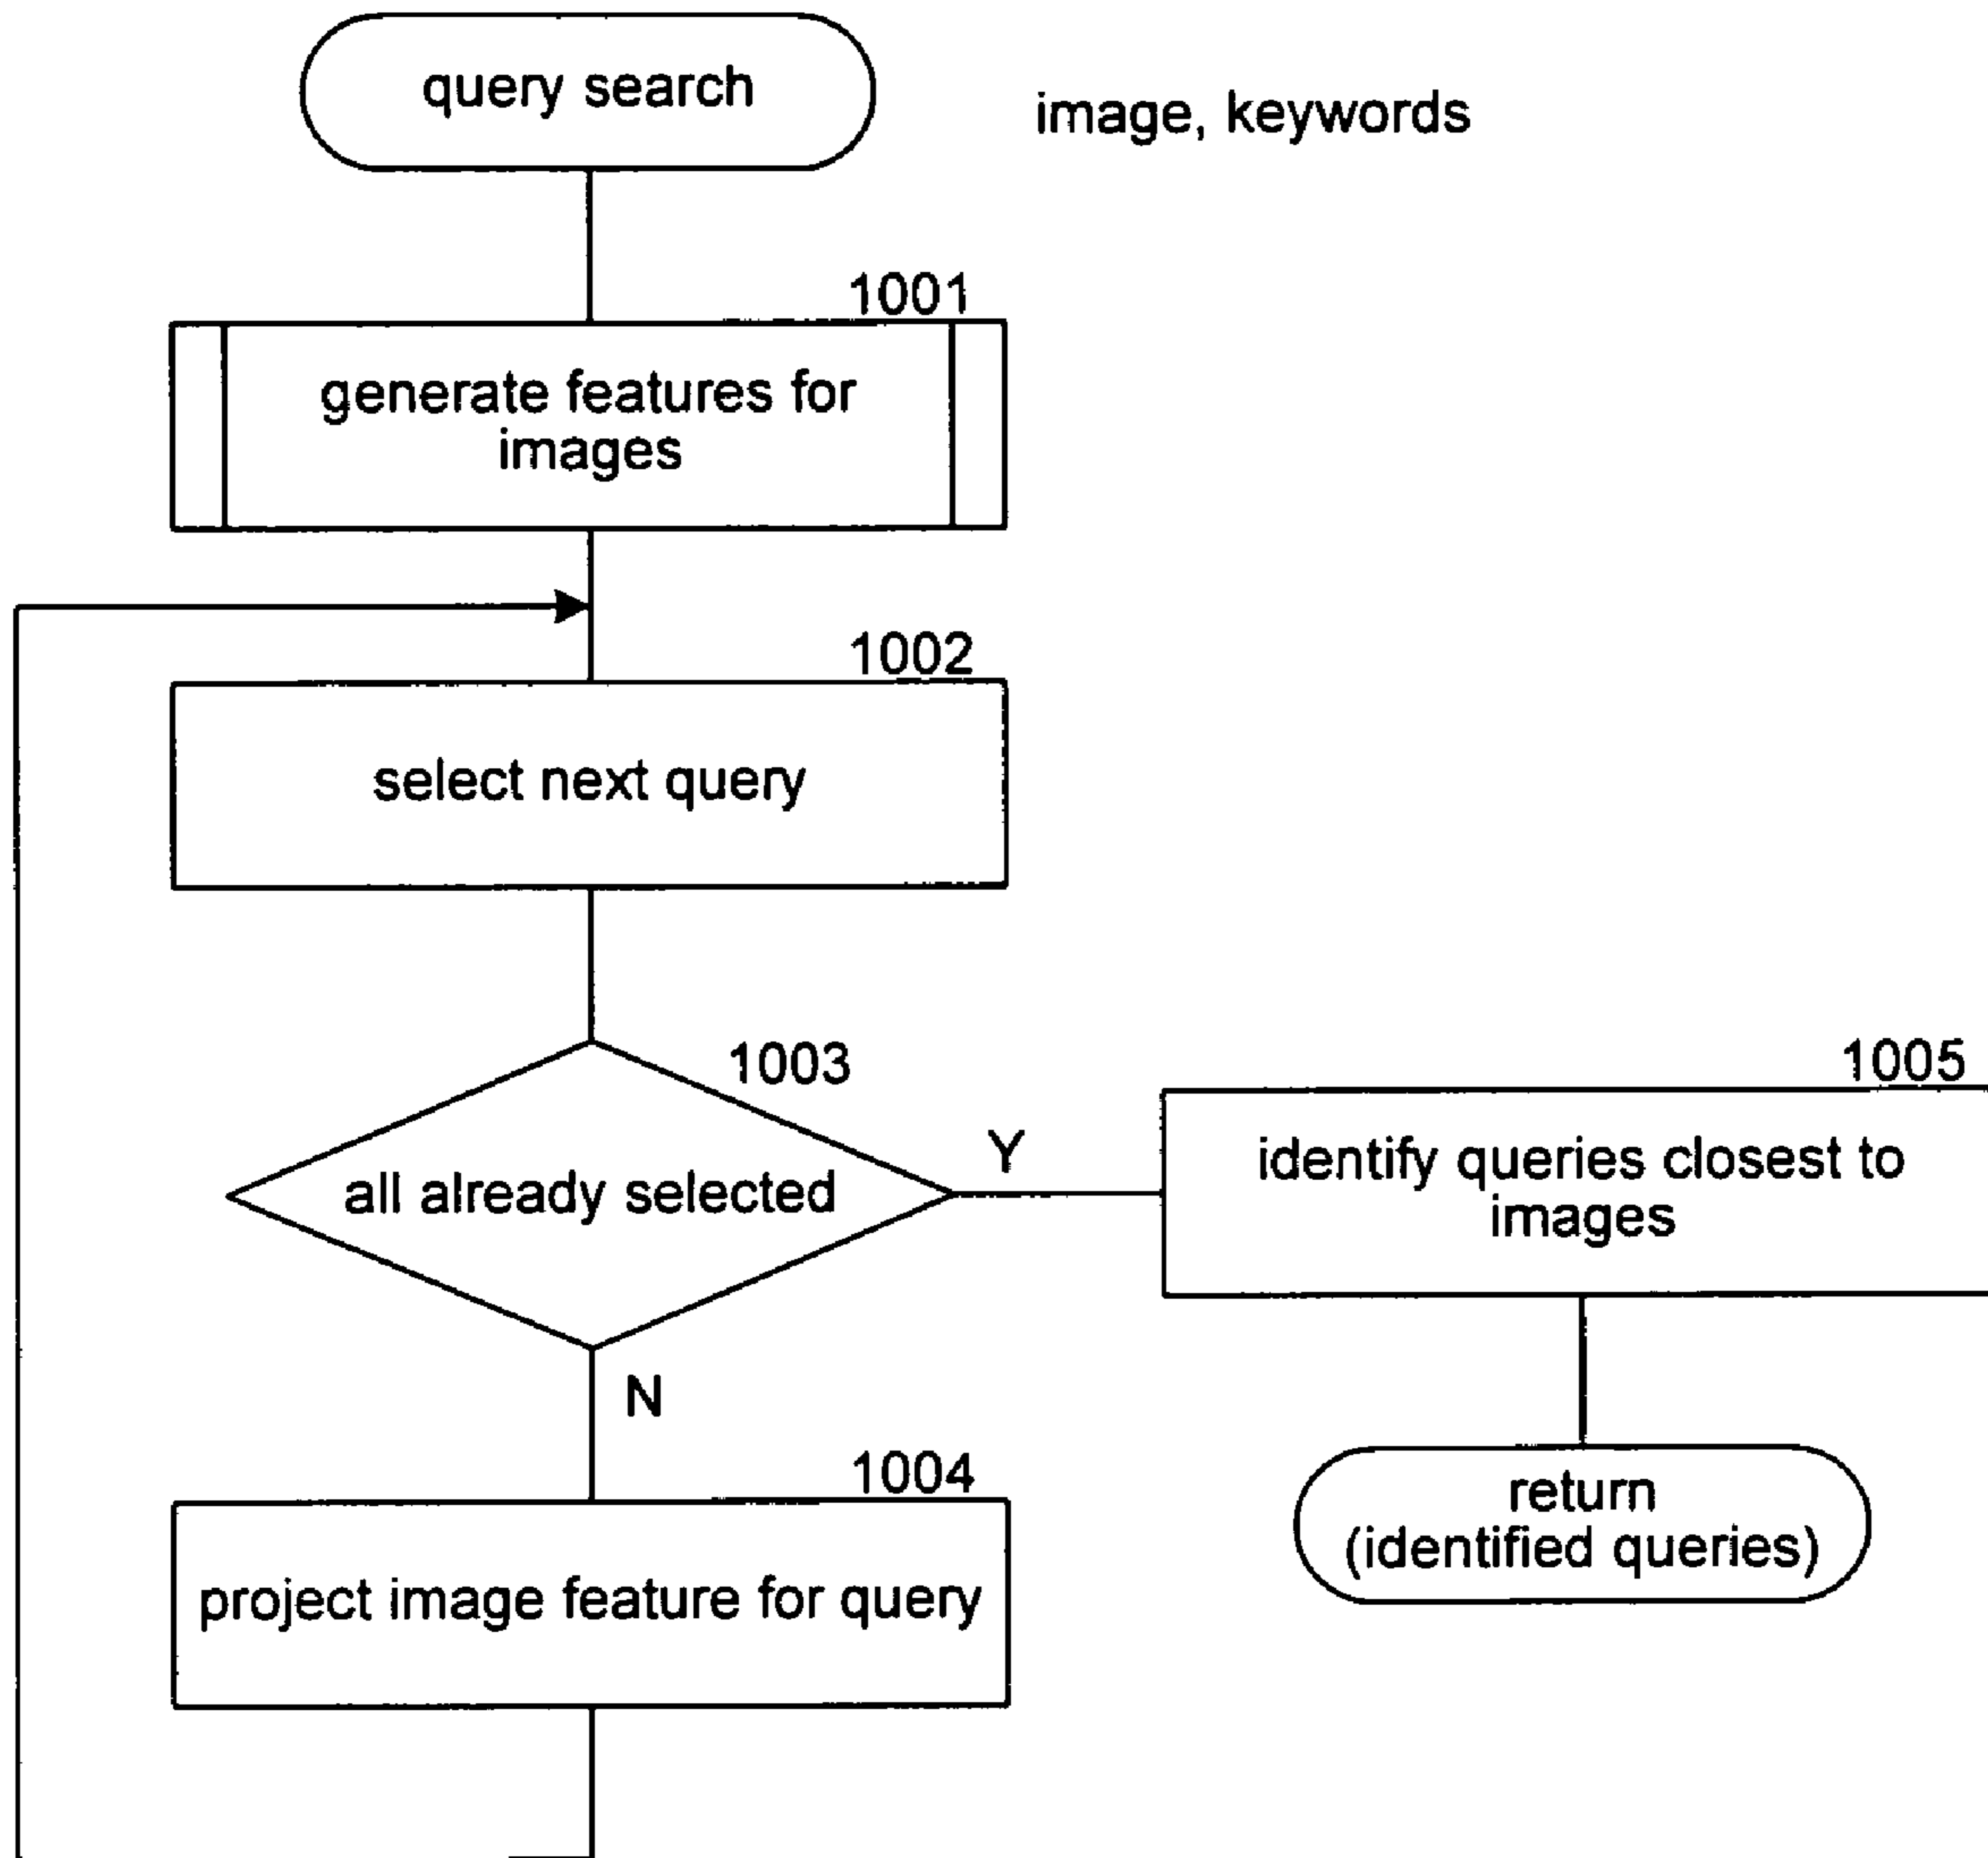 query search
image, keywords
1001
generate features for
images
1002
select next query
1003
all already selected
Y
1005
identify queries closest to
images
N
1004
project image feature for query
return
(identified queries)